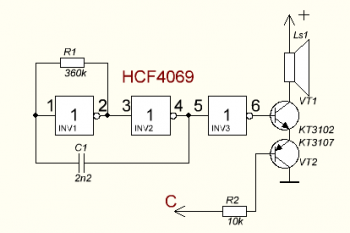 +
Ls1
R1
360k
HCF4069
1 1 2 3 1 4 5 1 6
INV1 INV2 INV3
VT1
KT3102
KT3107
VT2
C1
2n2
C
R2
10k